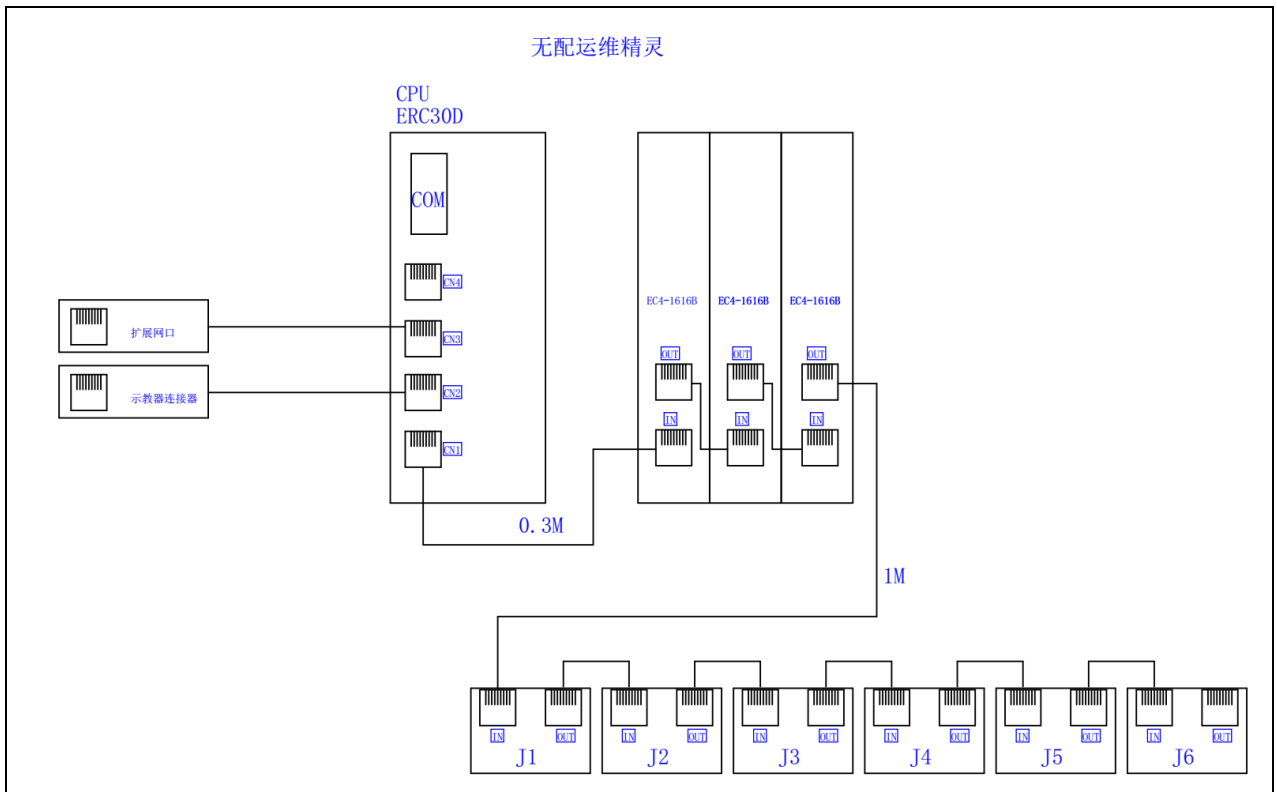 无配运维精灵
CPU
ERC30D
COM
CN4
扩展网口
CN3
示教器连接器
CN2
CN1
EC4-1616B
EC4-1616B
EC4-1616B
OUT
OUT
OUT
IN
IN
IN
0.3M
1M
IN
OUT
IN
OUT
IN
OUT
IN
OUT
IN
OUT
IN
OUT
J1
J2
J3
J4
J5
J6